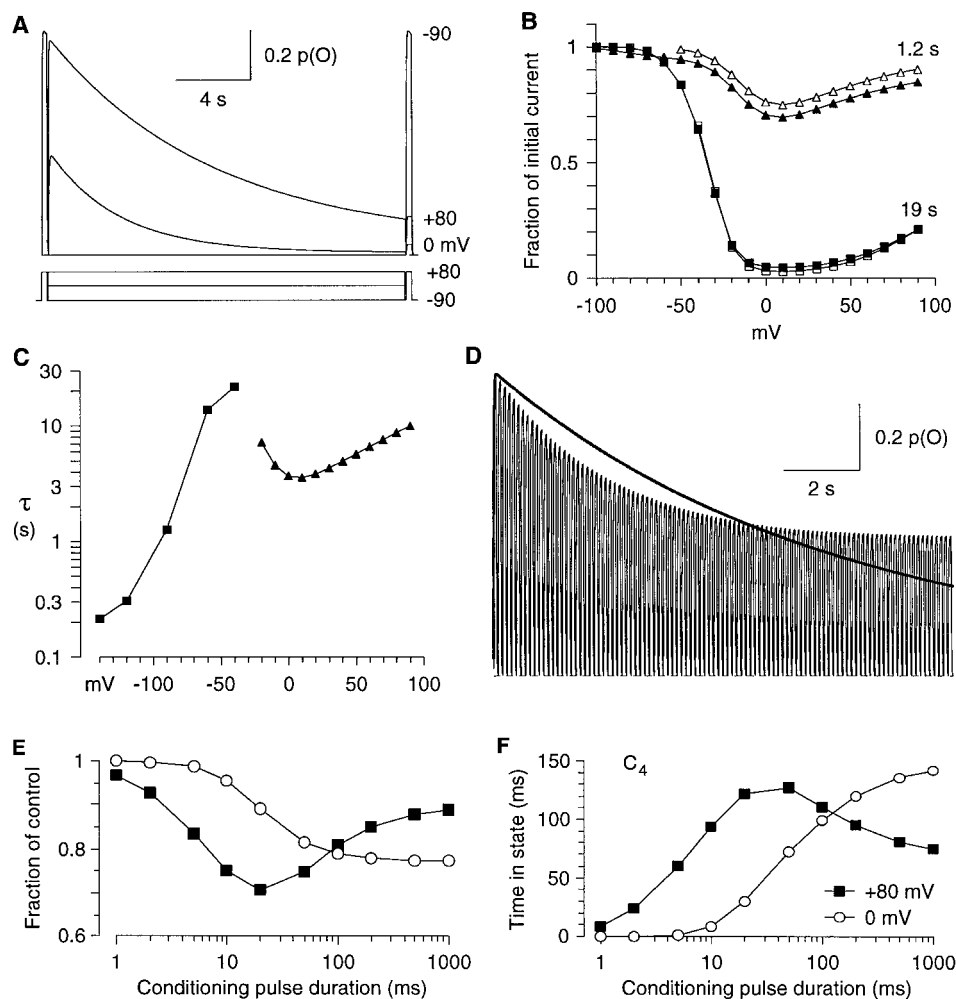 A
-90
0.2 p(O)
4 s
+80
0 mV
+80
-90
B
1.2 s
1
0.5
0
Fraction of initial current
19 s
-100
-50
0
50
100
mV
C
30
10
3
1
0.3
0.1
τ
(s)
mV
-100
-50
0
50
100
D
0.2 p(O)
2 s
E
1
0.8
0.6
Fraction of control
1
10
100
1000
Conditioning pulse duration (ms)
F
C4
150
100
50
0
Time in state (ms)
+80 mV
0 mV
1
10
100
1000
Conditioning pulse duration (ms)